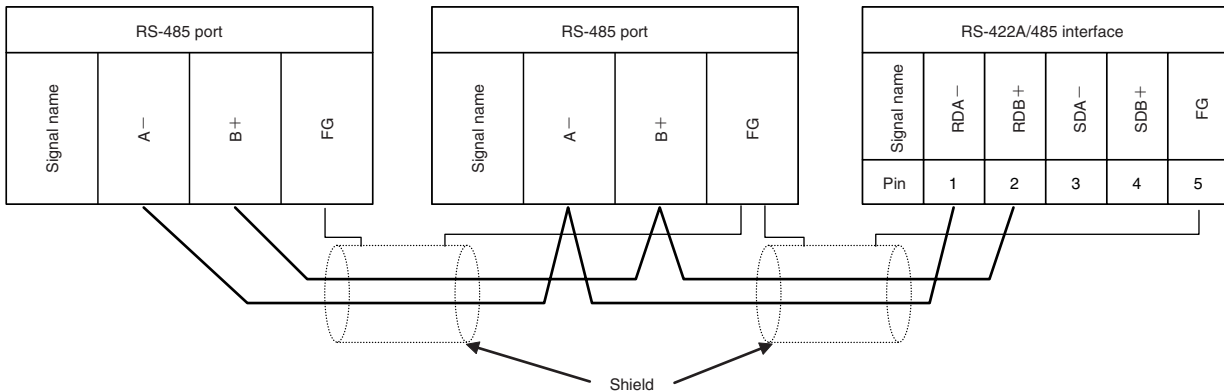 RS-485 port
Signal name
A−
B+
FG
RS-485 port
Signal name
A−
B+
FG
RS-422A/485 interface
Signal name
RDA−
RDB+
SDA−
SDB+
FG
Pin
1
2
3
4
5
Shield